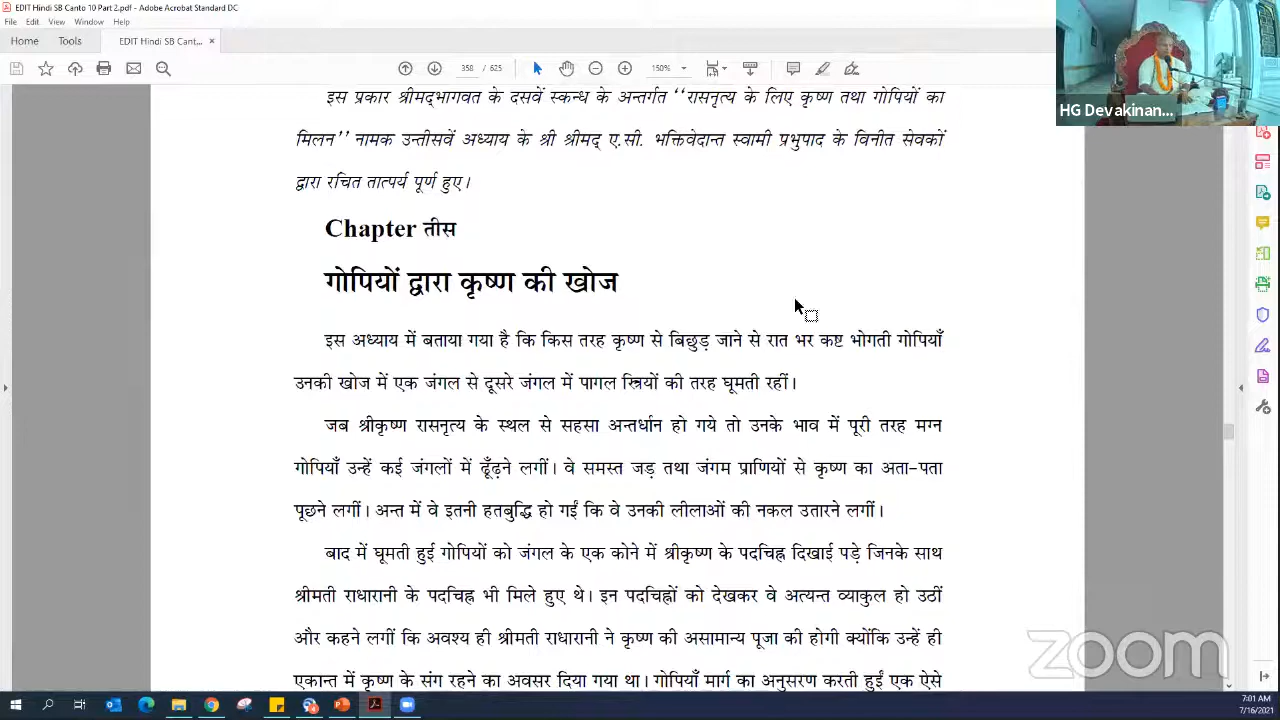 EDIT Hindi SB Canto 10 Part 2.pdf - Adobe Acrobat Standard DC
File Edit View Window Help
Home Tools EDIT Hindi SB Cant... ×
358 / 625 150%
HG Devakinan...
इस प्रकार श्रीमद्भागवत के दसवें स्कन्ध के अन्तर्गत ‘‘रासनृत्य के लिए कृष्ण तथा गोपियों का
मिलन’’ नामक उन्तीसवें अध्याय के श्री श्रीमद् ए.सी. भक्तिवेदान्त स्वामी प्रभुपाद के विनीत सेवकों
द्वारा रचित तात्पर्य पूर्ण हुए।
Chapter तीस
गोपियों द्वारा कृष्ण की खोज
इस अध्याय में बताया गया है कि किस तरह कृष्ण से बिछुड़ जाने से रात भर कष्ट भोगती गोपियाँ
उनकी खोज में एक जंगल से दूसरे जंगल में पागल स्त्रियों की तरह घूमती रहीं।
जब श्रीकृष्ण रासनृत्य के स्थल से सहसा अन्तर्धान हो गये तो उनके भाव में पूरी तरह मग्न
गोपियाँ उन्हें कई जंगलों में ढूँढ़ने लगीं। वे समस्त जड़ तथा जंगम प्राणियों से कृष्ण का अता-पता
पूछने लगीं। अन्त में वे इतनी हतबुद्धि हो गईं कि वे उनकी लीलाओं की नकल उतारने लगीं।
बाद में घूमती हुई गोपियों को जंगल के एक कोने में श्रीकृष्ण के पदचिह्न दिखाई पड़े जिनके साथ
श्रीमती राधारानी के पदचिह्न भी मिले हुए थे। इन पदचिह्नों को देखकर वे अत्यन्त व्याकुल हो उठीं
और कहने लगीं कि अवश्य ही श्रीमती राधारानी ने कृष्ण की असामान्य पूजा की होगी क्योंकि उन्हें ही
एकान्त में कृष्ण के संग रहने का अवसर दिया गया था। गोपियाँ मार्ग का अनुसरण करती हुईं एक ऐसे
zoom
7:01 AM
7/16/2021